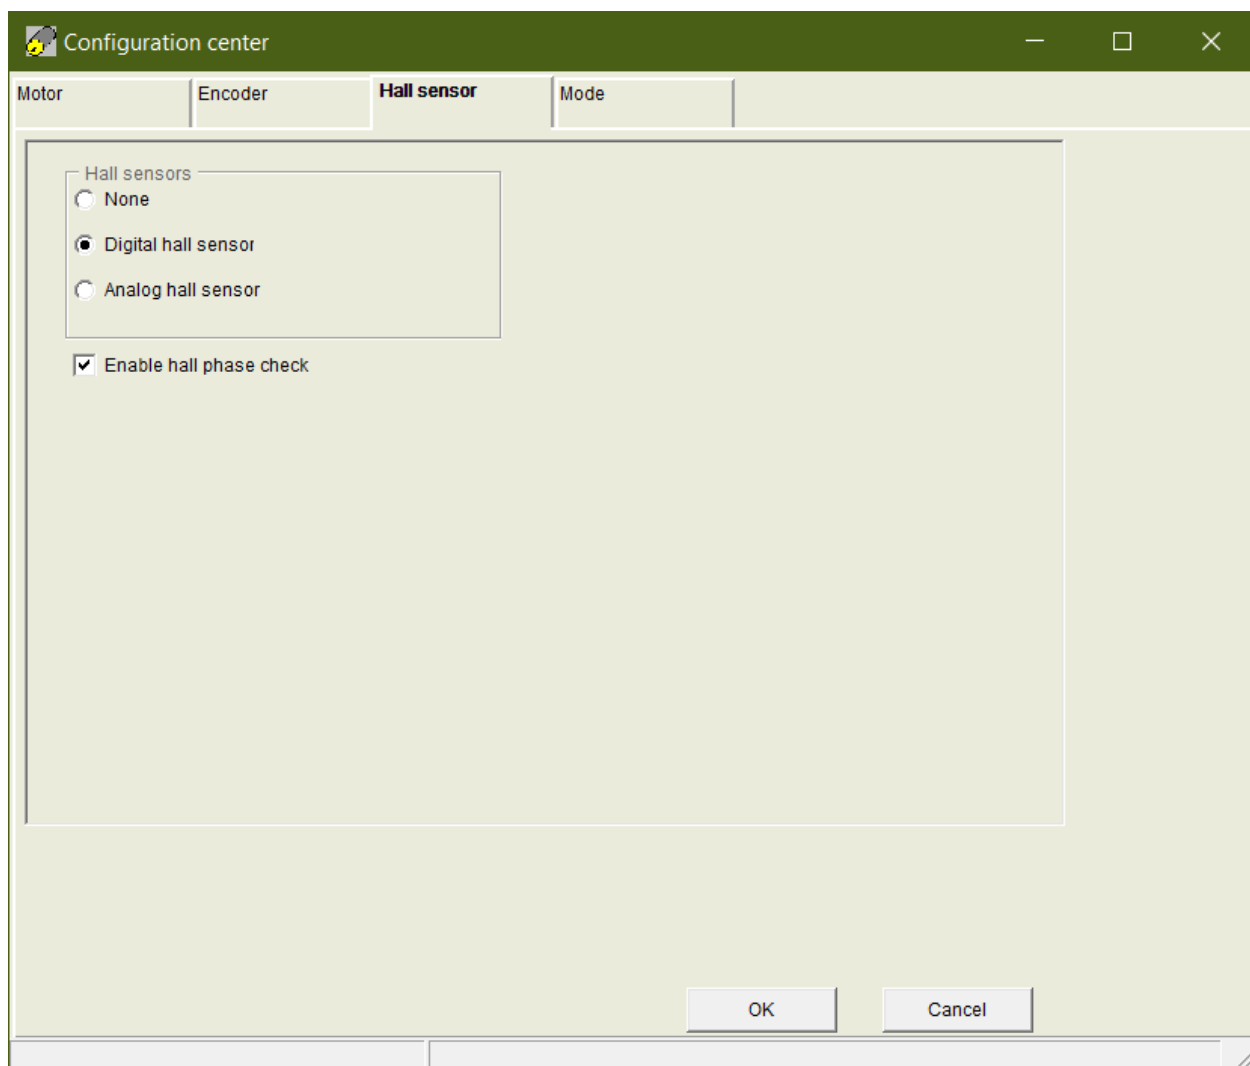 Configuration center
Motor Encoder Hall sensor Mode
Hall sensors
None
Digital hall sensor
Analog hall sensor
Enable hall phase check
OK Cancel